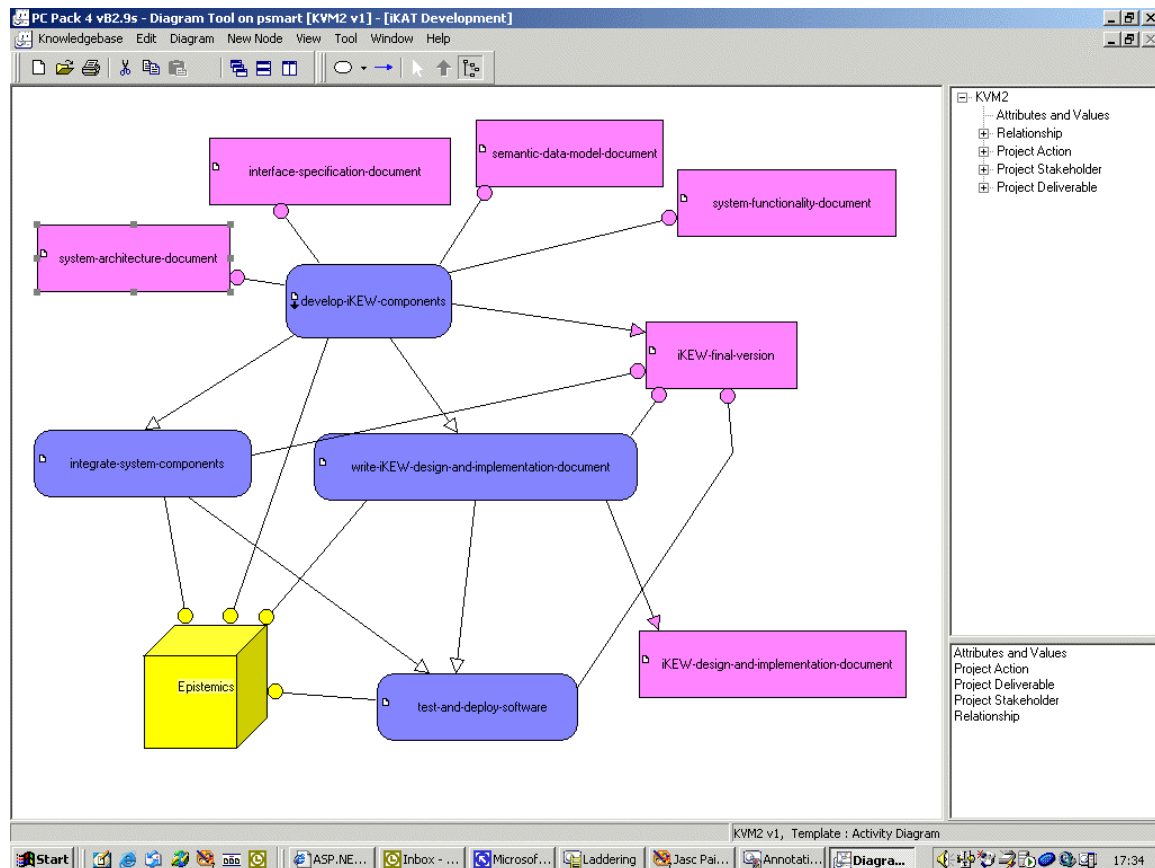 PC Pack 4 vB2.9s - Diagram Tool on psmart [KVM2 v1] - [iKAT Development]
Knowledgebase Edit Diagram New Node View Tool Window Help
KVM2
Attributes and Values
Relationship
Project Action
Project Stakeholder
Project Deliverable
semantic-data-model-document
interface-specification-document
system-functionality-document
system-architecture-document
develop-iKEW-components
iKEW-final-version
integrate-system-components
write-iKEW-design-and-implementation-document
iKEW-design-and-implementation-document
Epistemics
test-and-deploy-software
Attributes and Values
Project Action
Project Deliverable
Project Stakeholder
Relationship
KVM2 v1, Template : Activity Diagram
Start ASP.NE... Inbox - ... Microsof... Laddering Jasc Pai... Annotati... Diagra... 17:34